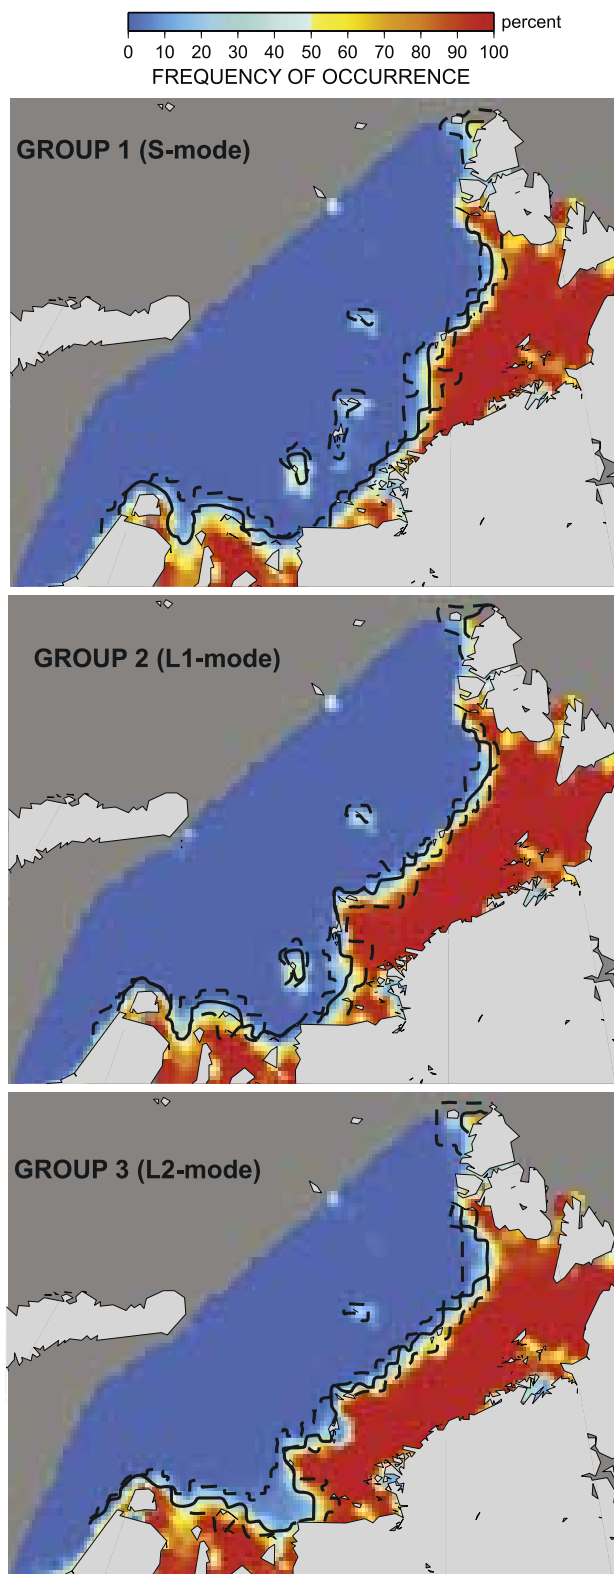 percent
0 10 20 30 40 50 60 70 80 90 100
FREQUENCY OF OCCURRENCE
GROUP 1 (S-mode)
GROUP 2 (L1-mode)
GROUP 3 (L2-mode)